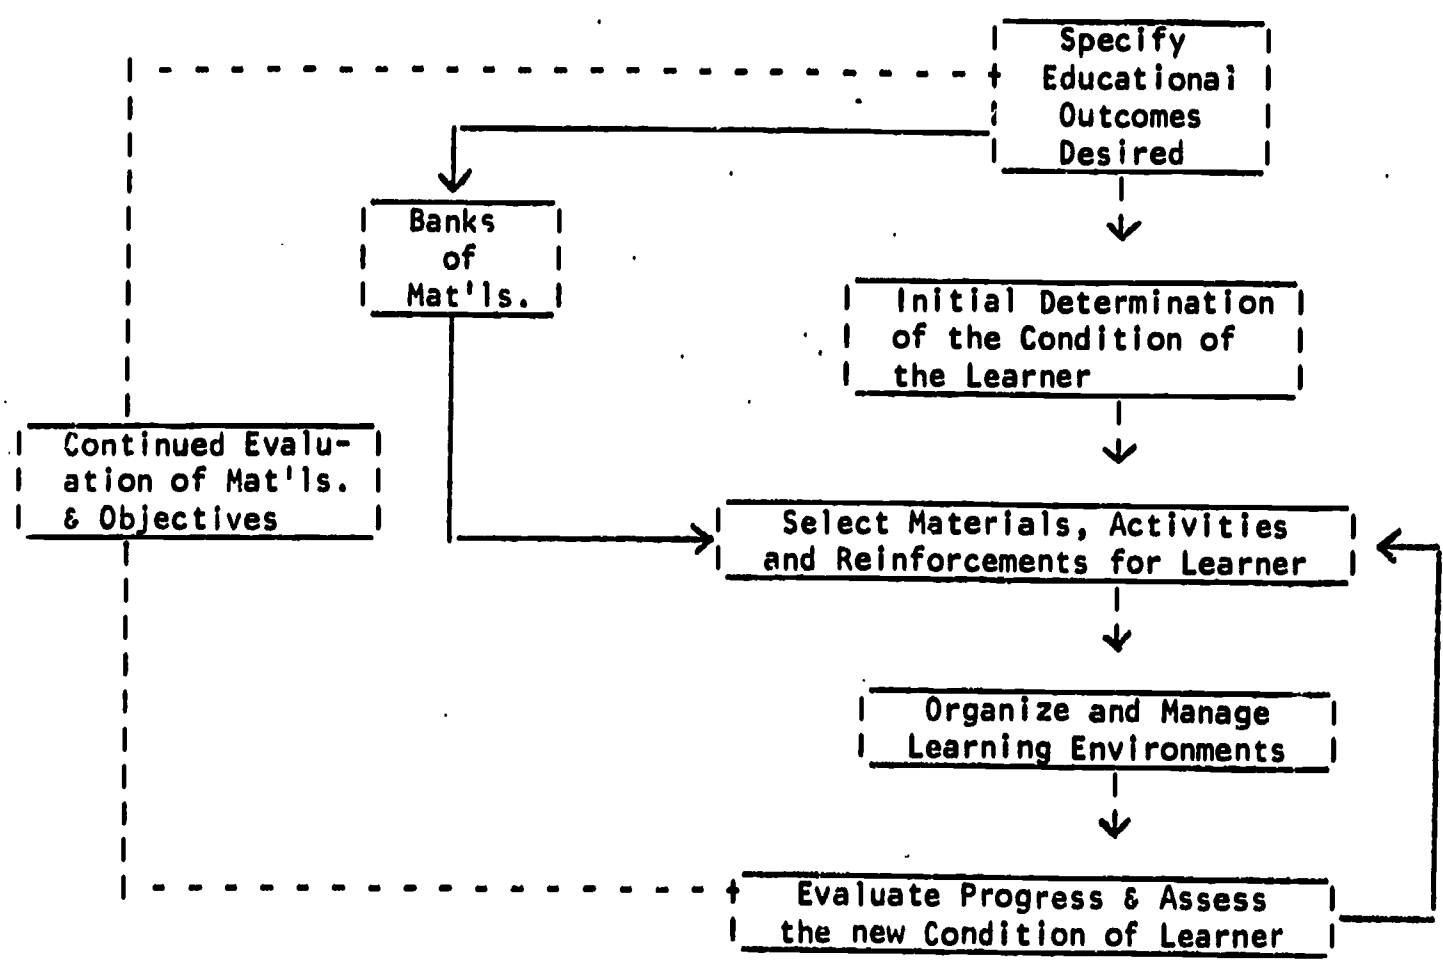 Specify
Educational
Outcomes
Desired
Banks
of
Mat'ls.
Initial Determination
of the Condition of
the Learner
Continued Evalu-
ation of Mat'ls.
& Objectives
Select Materials, Activities
and Reinforcements for Learner
Organize and Manage
Learning Environments
Evaluate Progress & Assess
the new Condition of Learner